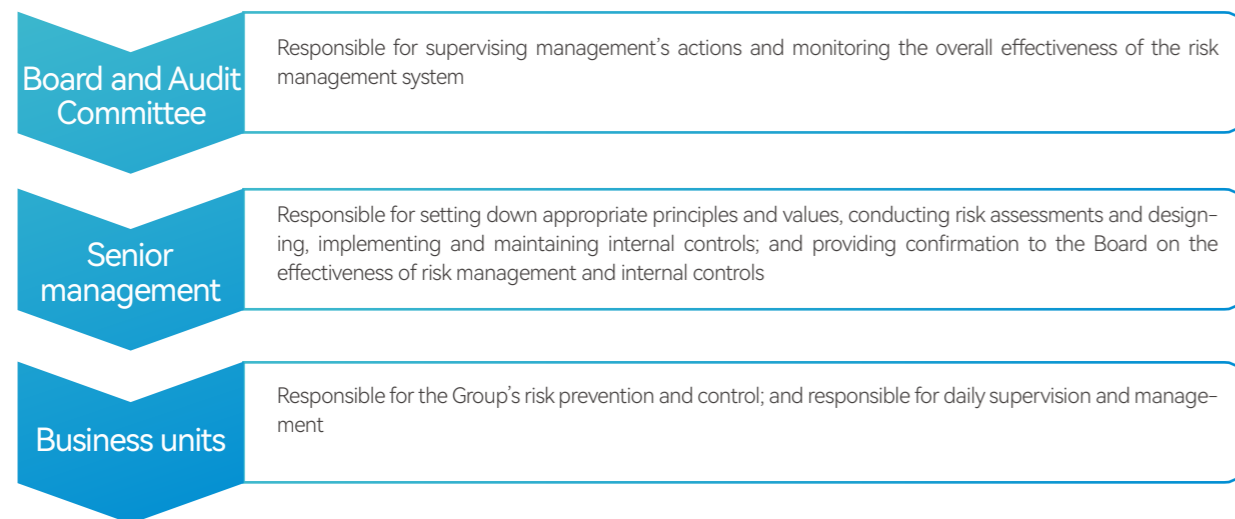 Board and Audit
Committee
Responsible for supervising management’s actions and monitoring the overall effectiveness of the risk
management system
Senior
management
Responsible for setting down appropriate principles and values, conducting risk assessments and design-
ing, implementing and maintaining internal controls; and providing confirmation to the Board on the
effectiveness of risk management and internal controls
Business units
Responsible for the Group’s risk prevention and control; and responsible for daily supervision and manage-
ment